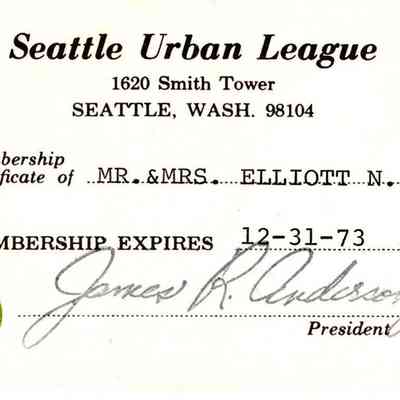 Seattle Urban League
1620 Smith Tower
SEATTLE, WASH. 98104
bership
ficate of MR. & MRS. ELLIOTT N.
MBERSHIP EXPIRES 12-31-73
James R. Anderson
President